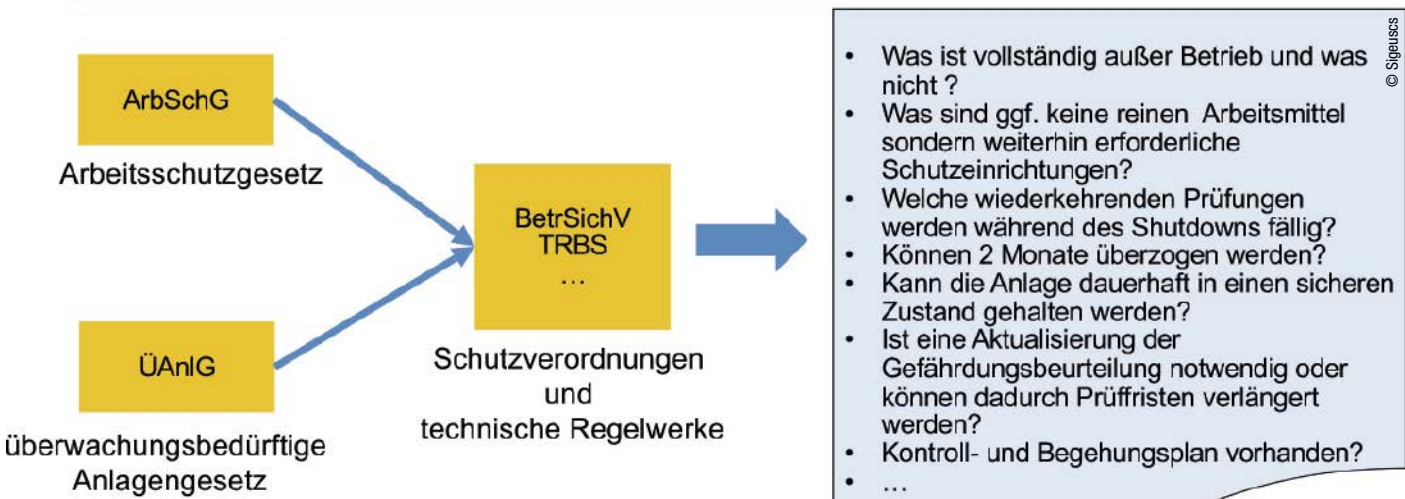 ArbSchG
Arbeitsschutzgesetz
ÜAnlG
überwachungsbedürftige
Anlagengesetz
BetrSichV
TRBS
...
Schutzverordnungen
und
technische Regelwerke
• Was ist vollständig außer Betrieb und was
nicht ?
• Was sind ggf. keine reinen Arbeitsmittel
sondern weiterhin erforderliche
Schutzeinrichtungen?
• Welche wiederkehrenden Prüfungen
werden während des Shutdowns fällig?
• Können 2 Monate überzogen werden?
• Kann die Anlage dauerhaft in einen sicheren
Zustand gehalten werden?
• Ist eine Aktualisierung der
Gefährdungsbeurteilung notwendig oder
können dadurch Prüffristen verlängert
werden?
• Kontroll- und Begehungsplan vorhanden?
• ...
© Sigeuscs